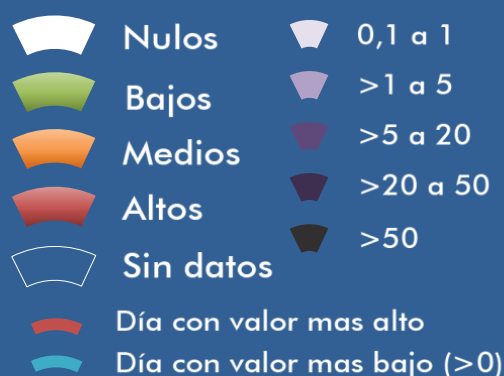 Nulos
Bajos
Medios
Altos
Sin datos
0,1 a 1
>1 a 5
>5 a 20
>20 a 50
>50
Día con valor mas alto
Día con valor mas bajo (>0)